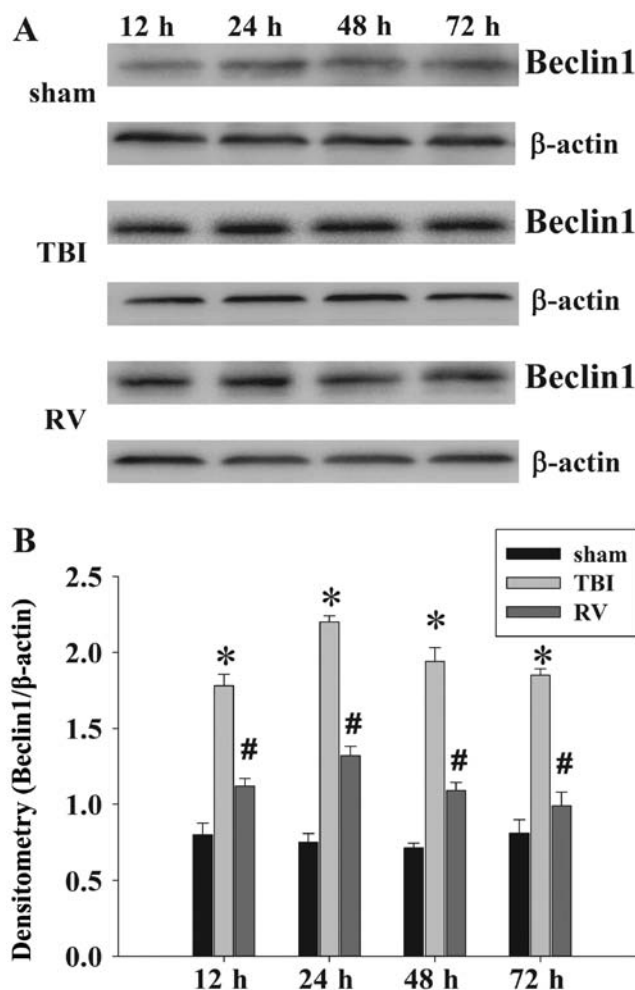 A
12 h 24 h 48 h 72 h
sham
Beclin1
β-actin
TBI
Beclin1
β-actin
RV
Beclin1
β-actin
B
sham
TBI
RV
Densitometry (Beclin1/β-actin)
2.5
2.0
1.5
1.0
0.5
0.0
* * * *
# # # #
12 h 24 h 48 h 72 h